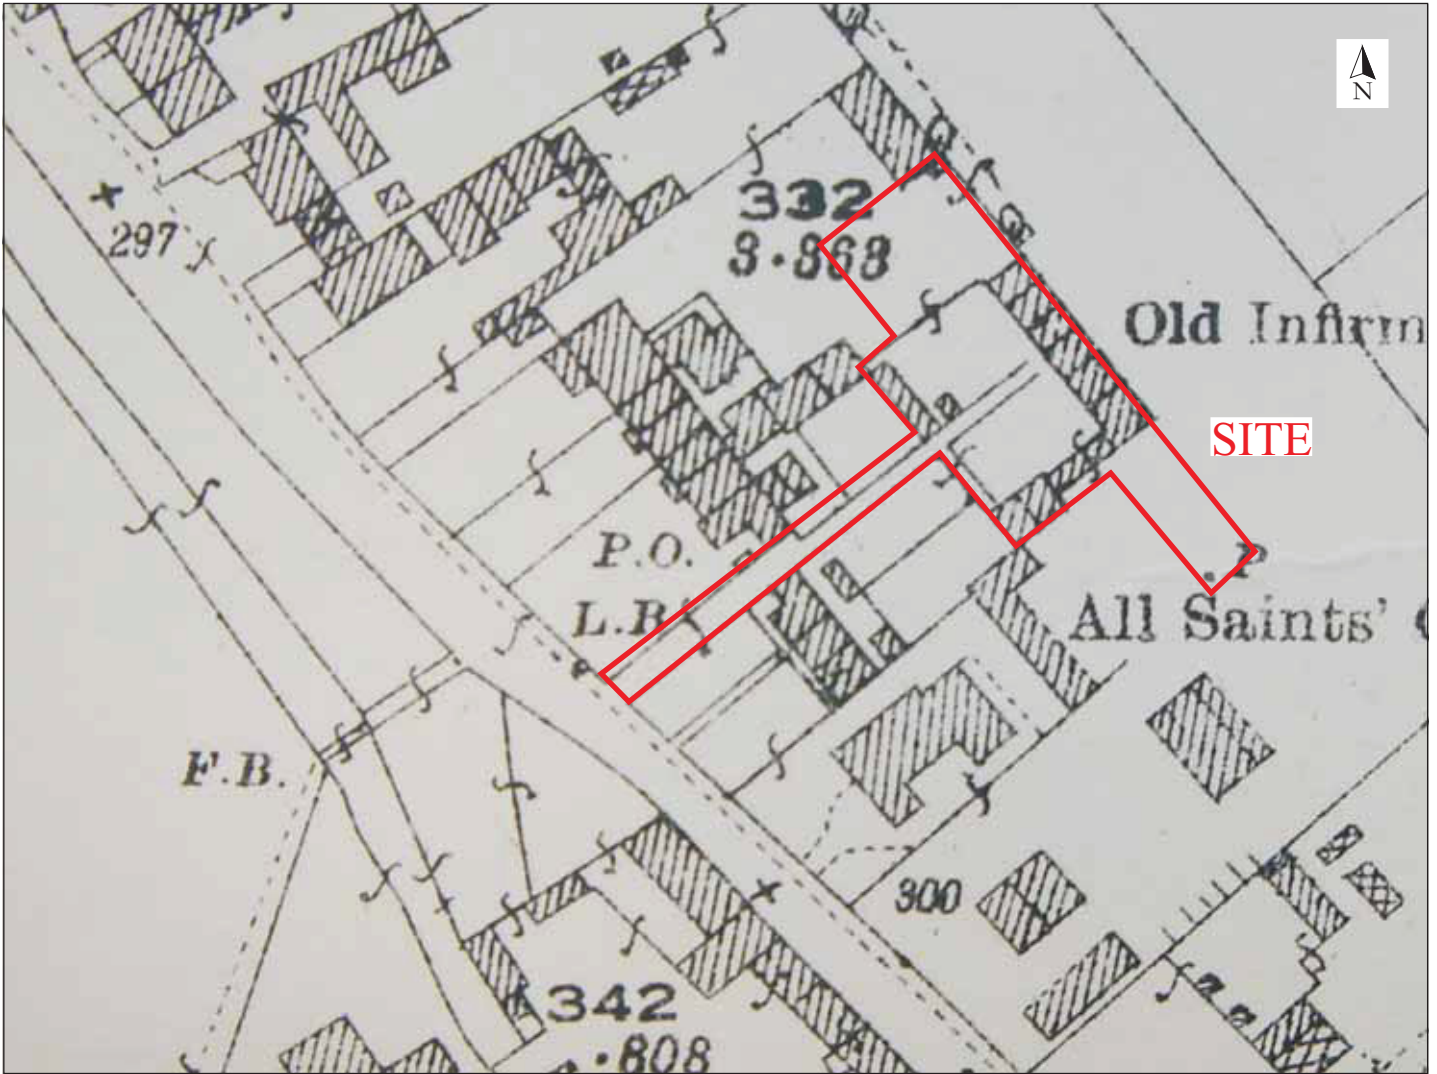 N
297
332
3·868
Old Infirm
SITE
P.O.
L.B.
P
All Saints'
F.B.
300
342
·808